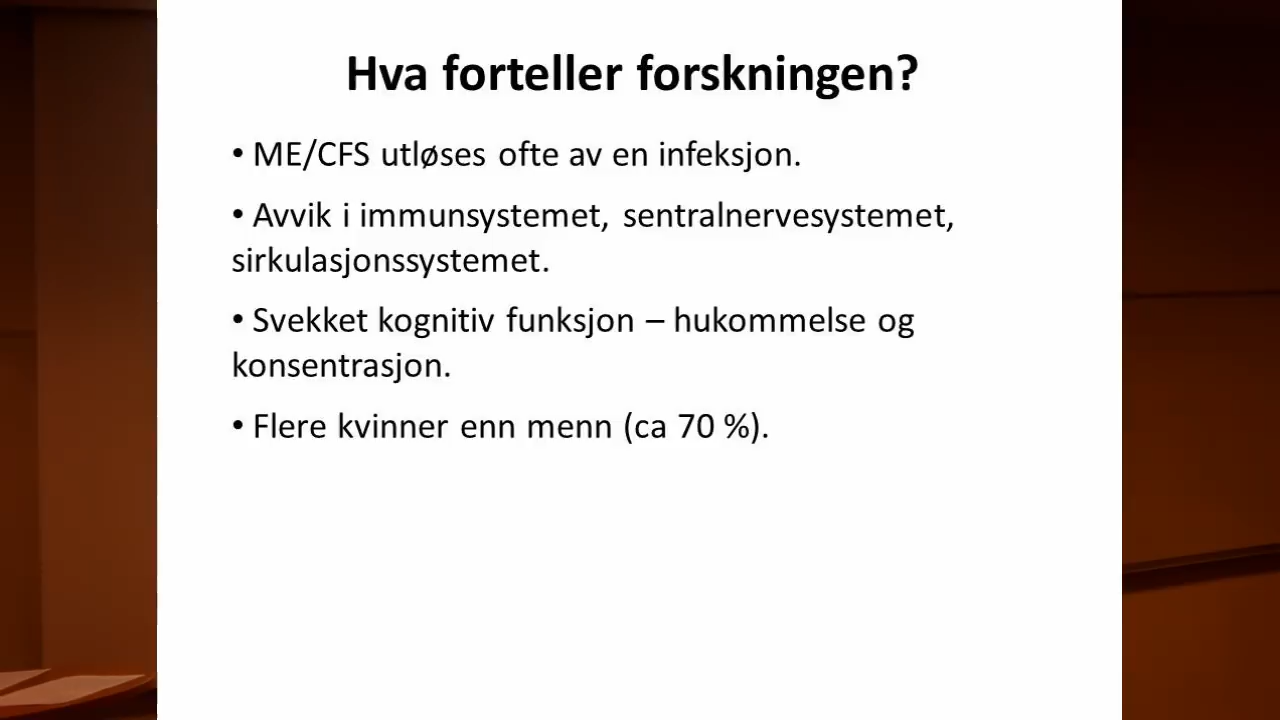 Hva forteller forskningen?
• ME/CFS utløses ofte av en infeksjon.
• Avvik i immunsystemet, sentralnervesystemet,
sirkulasjonssystemet.
• Svekket kognitiv funksjon – hukommelse og
konsentrasjon.
• Flere kvinner enn menn (ca 70 %).